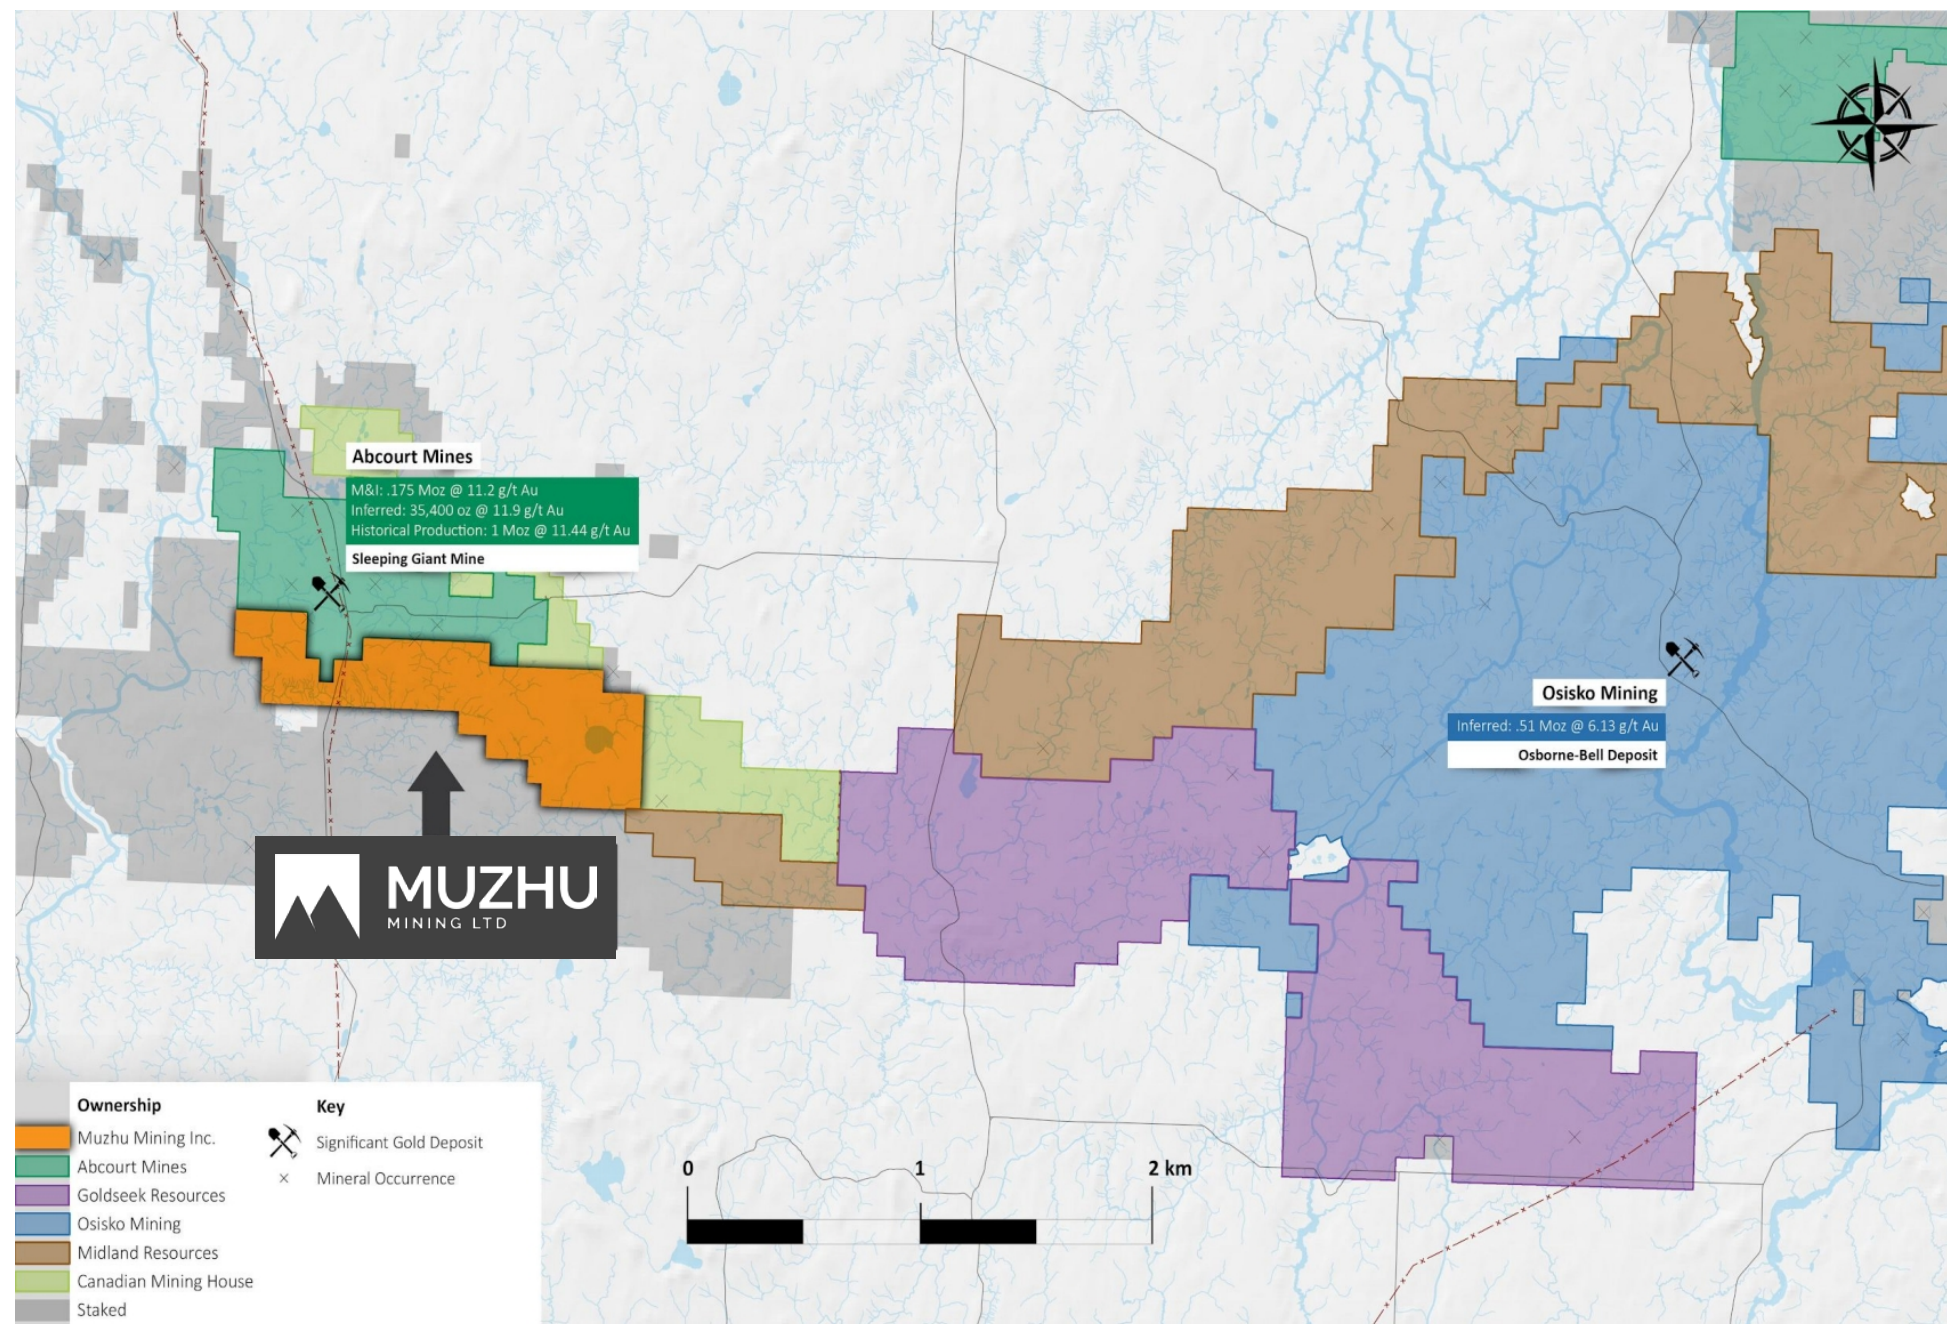 Abcourt Mines
M&I: .175 Moz @ 11.2 g/t Au
Inferred: 35,400 oz @ 11.9 g/t Au
Historical Production: 1 Moz @ 11.44 g/t Au
Sleeping Giant Mine
Osisko Mining
Inferred: .51 Moz @ 6.13 g/t Au
Osborne-Bell Deposit
MUZHU
MINING LTD
Ownership
Muzhu Mining Inc.
Abcourt Mines
Goldseek Resources
Osisko Mining
Midland Resources
Canadian Mining House
Staked
Key
Significant Gold Deposit
Mineral Occurrence
0 1 2 km